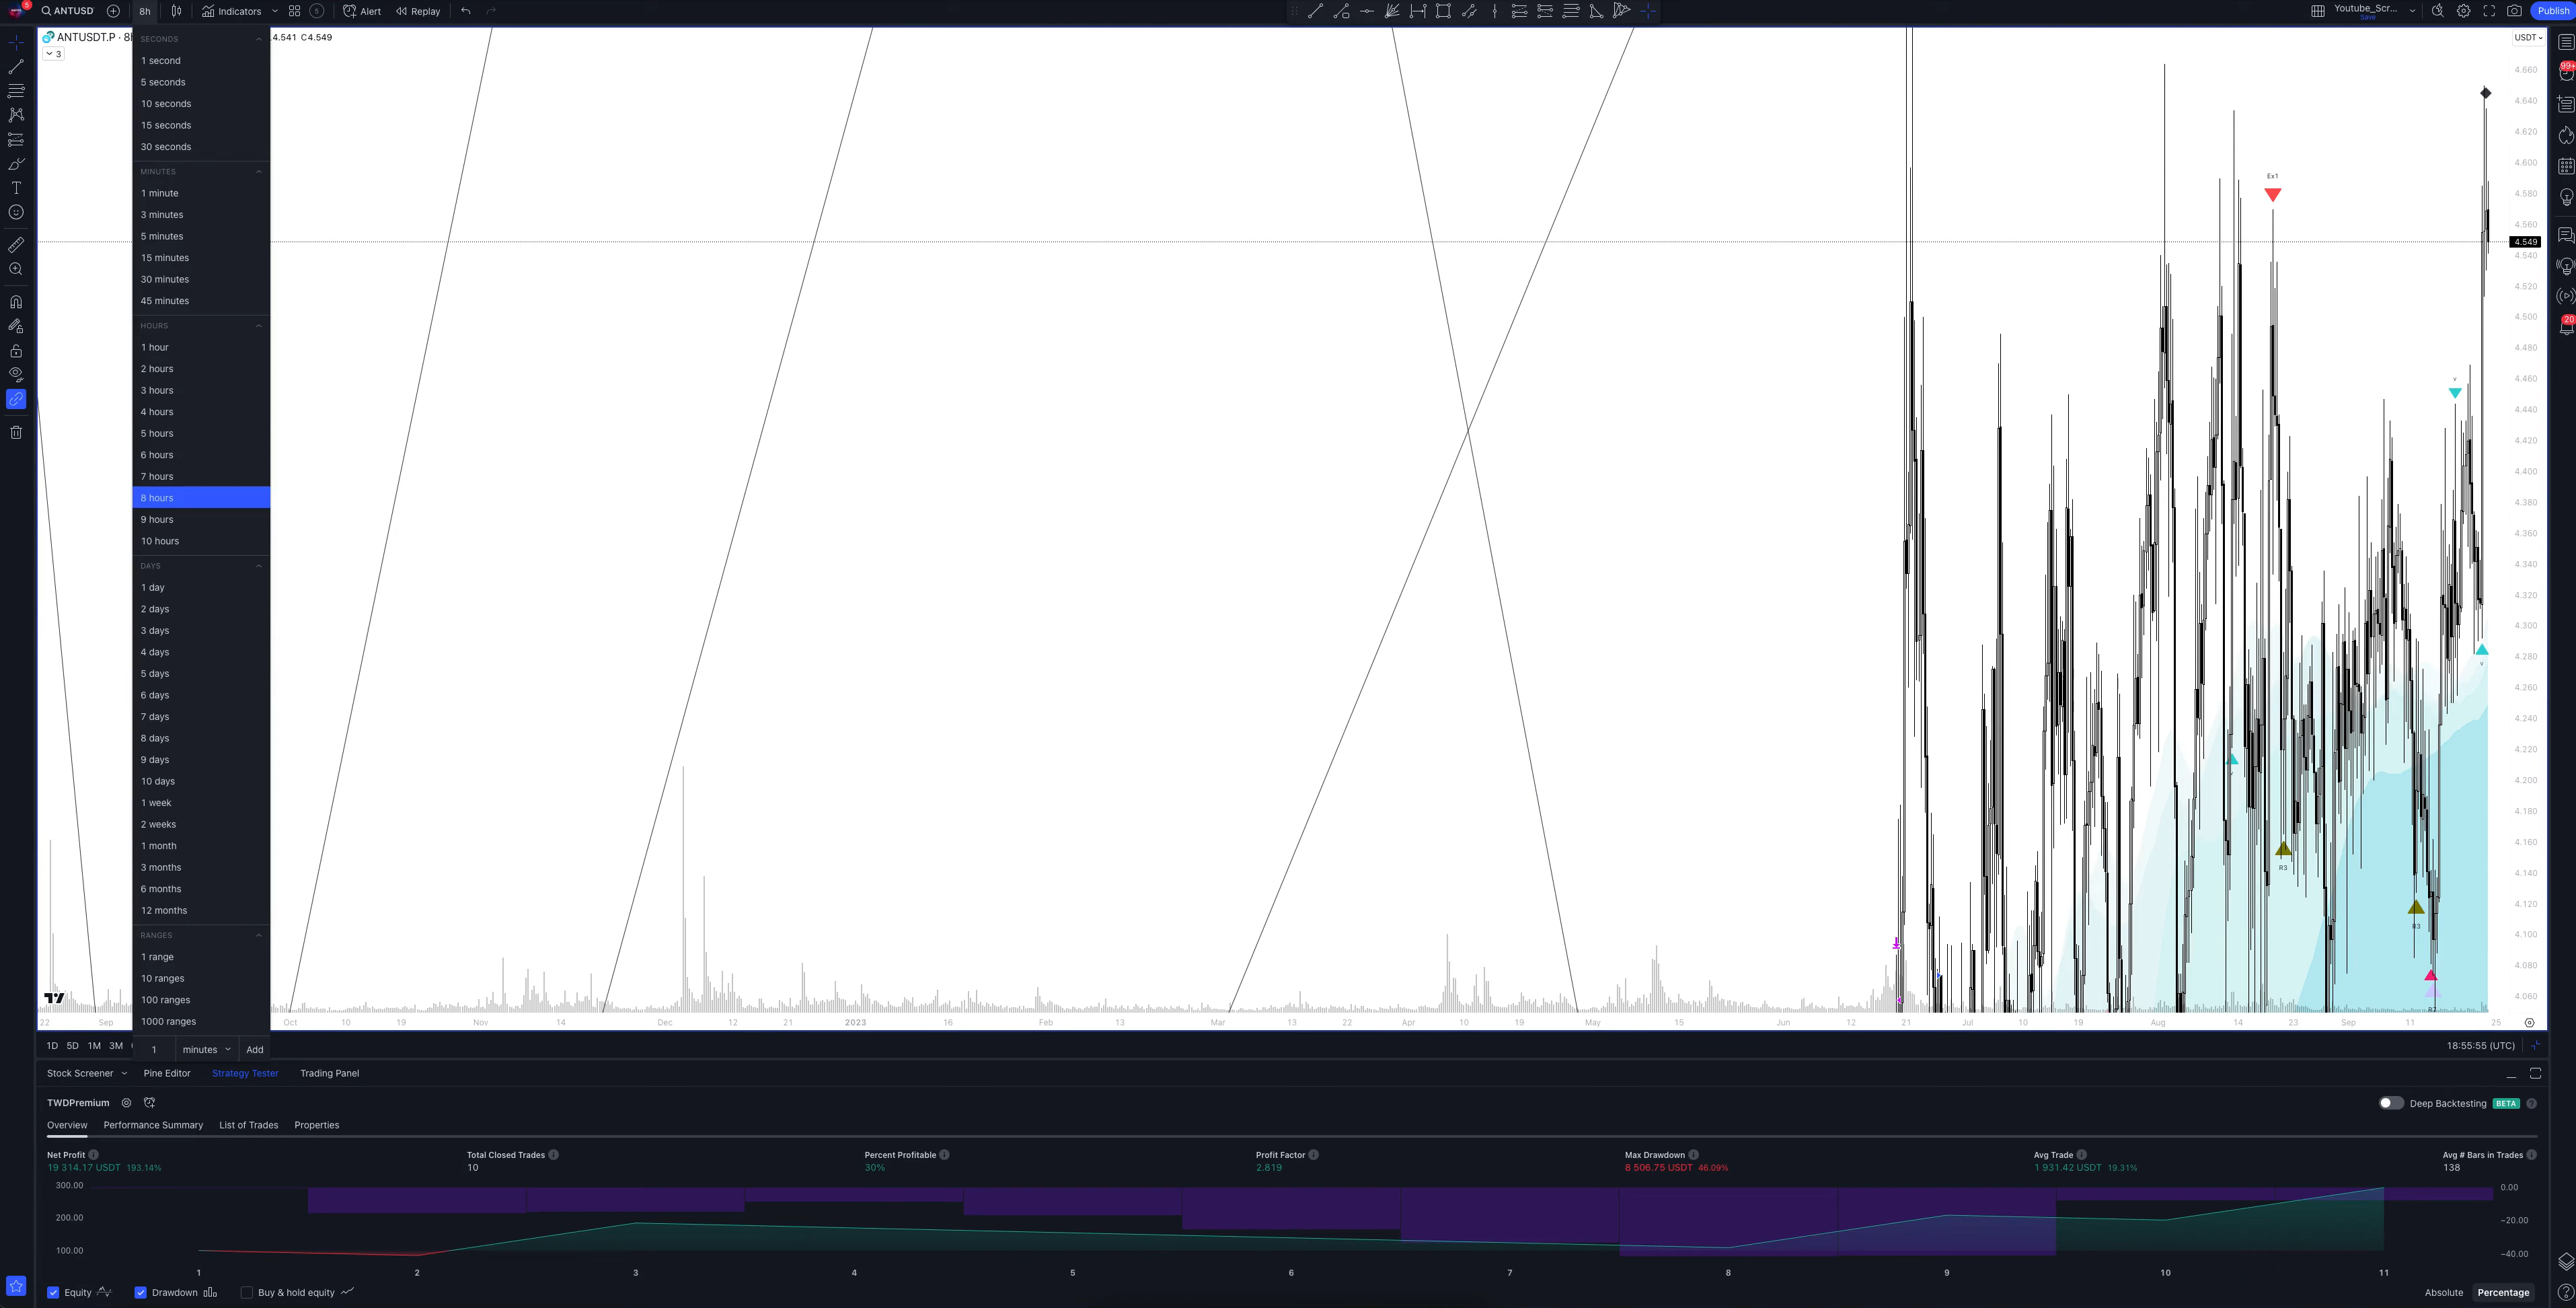 5
ANTUSD
8h
Indicators
5
Alert
Replay
Youtube_Scr...
Save
Publish
ANTUSDT.P · 8
4.541 C4.549
3
USDT
SECONDS
1 second
5 seconds
10 seconds
15 seconds
30 seconds
MINUTES
1 minute
3 minutes
5 minutes
15 minutes
30 minutes
45 minutes
HOURS
1 hour
2 hours
3 hours
4 hours
5 hours
6 hours
7 hours
8 hours
9 hours
10 hours
DAYS
1 day
2 days
3 days
4 days
5 days
6 days
7 days
8 days
9 days
10 days
1 week
2 weeks
1 month
3 months
6 months
12 months
RANGES
1 range
10 ranges
100 ranges
1000 ranges
1 minutes Add
Ex1
v
v
v
R3
R3
4.660
4.640
4.620
4.600
4.580
4.560
4.549
4.540
4.520
4.500
4.480
4.460
4.440
4.420
4.400
4.380
4.360
4.340
4.320
4.300
4.280
4.260
4.240
4.220
4.200
4.180
4.160
4.140
4.120
4.100
4.080
4.060
99+
20
22 Sep Oct 10 19 Nov 14 Dec 12 21 2023 16 Feb 13 Mar 13 22 Apr 10 19 May 15 Jun 12 21 Jul 10 19 Aug 14 23 Sep 11 25
1D 5D 1M 3M
18:55:55 (UTC)
Stock Screener Pine Editor Strategy Tester Trading Panel
TWDPremium
Deep Backtesting BETA
Overview Performance Summary List of Trades Properties
Net Profit Total Closed Trades Percent Profitable Profit Factor Max Drawdown Avg Trade Avg # Bars in Trades
19 314.17 USDT 193.14% 10 30% 2.819 8 506.75 USDT 46.09% 1 931.42 USDT 19.31% 138
300.00
200.00
100.00
0.00
−20.00
−40.00
1 2 3 4 5 6 7 8 9 10 11
Equity Drawdown Buy & hold equity
Absolute Percentage